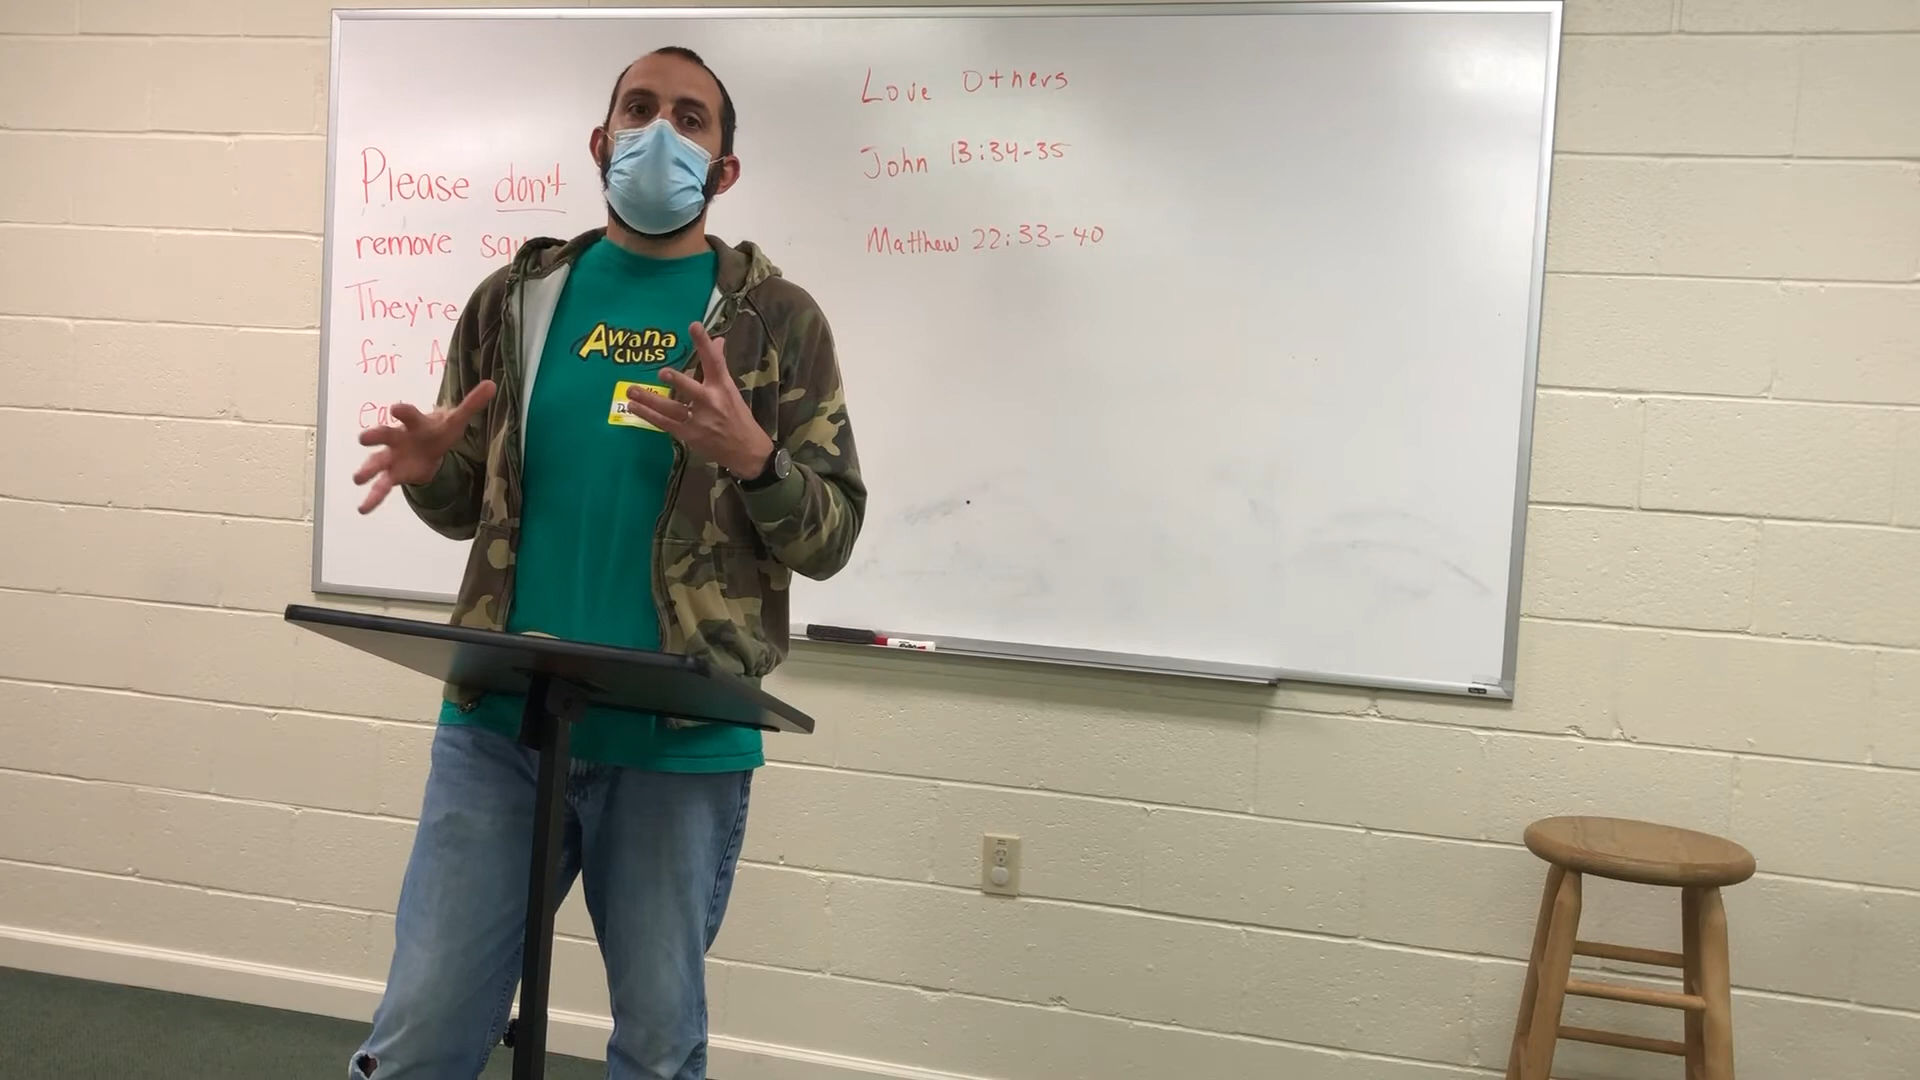 Please don't
remove
They're
for
Love Others
John 13:34-35
Matthew 22:33-40
Awana
Clubs